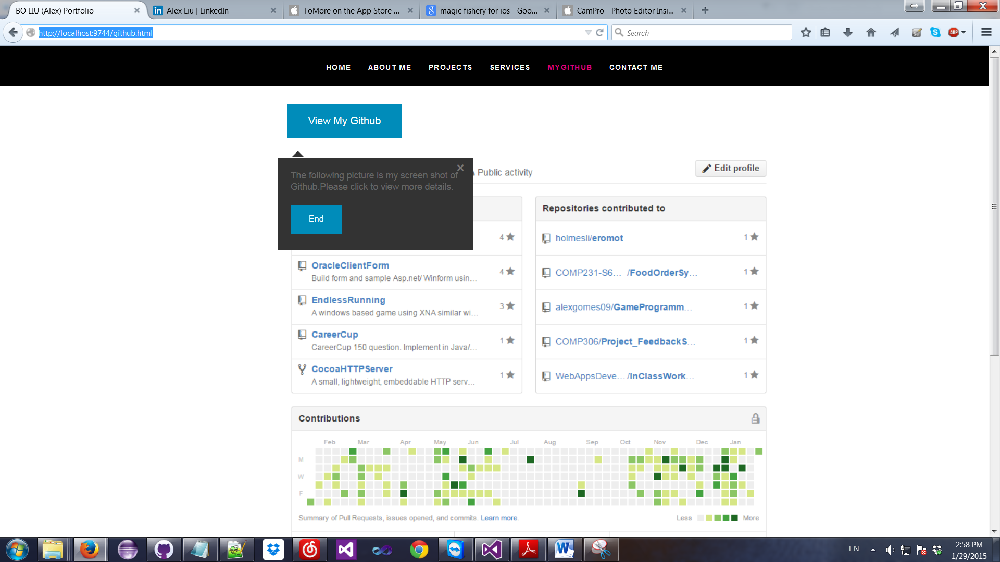 BO LIU (Alex) Portfolio
Alex Liu | LinkedIn
ToMore on the App Store ...
magic fishery for ios - Goo...
CamPro - Photo Editor Insi...
http://localhost:9744/github.html
Search
ABP
HOME
ABOUT ME
PROJECTS
SERVICES
MYGITHUB
CONTACT ME
View My Github
The following picture is my screen shot of
Github.Please click to view more details.
End
Public activity
Edit profile
4
OracleClientForm
4
Build form and sample Asp.net/ Winform usin...
EndlessRunning
3
A windows based game using XNA similar wi...
CareerCup
1
CareerCup 150 question. Implement in Java/...
CocoaHTTPServer
1
A small, lightweight, embeddable HTTP serv...
Repositories contributed to
holmesli/eromot
1
COMP231-S6... /FoodOrderSy...
1
alexgomes09/GameProgramm...
1
COMP306/Project_FeedbackS...
1
WebAppsDeve... /InClassWork...
1
Contributions
Feb Mar Apr May Jun Jul Aug Sep Oct Nov Dec Jan
M
W
F
Summary of Pull Requests, issues opened, and commits. Learn more.
Less
More
EN
2:58 PM
1/29/2015